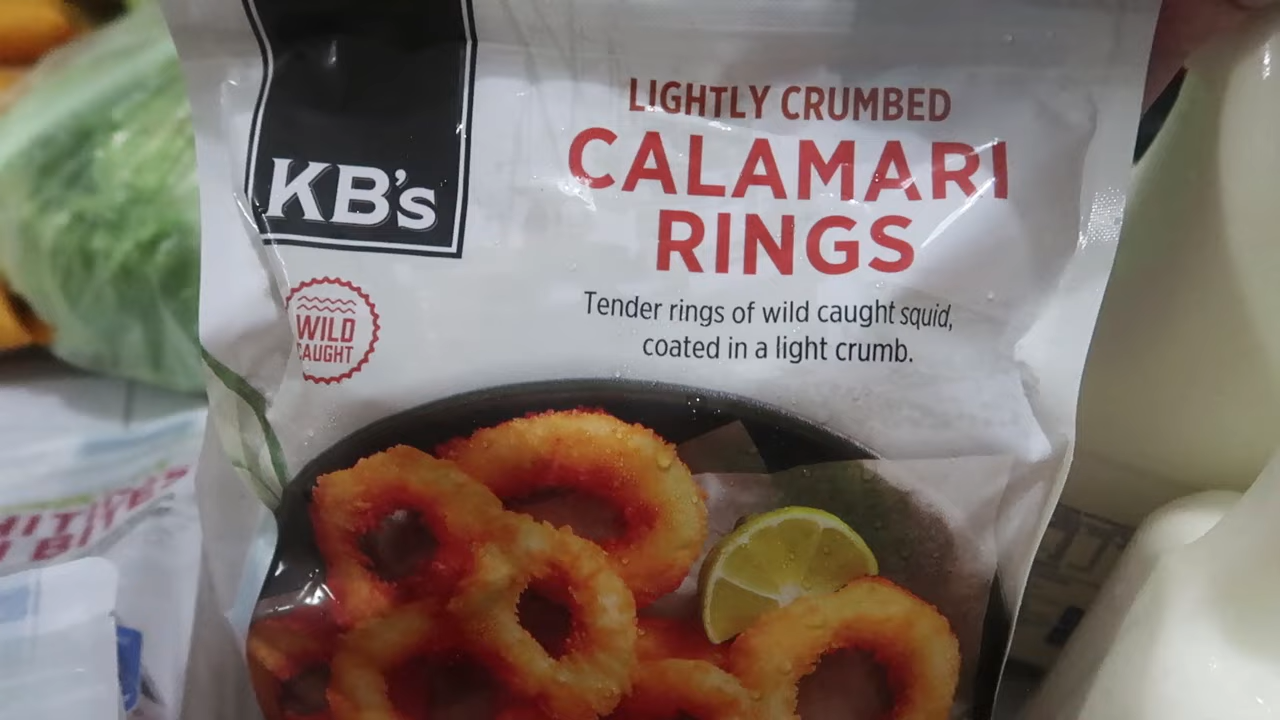 KB's
LIGHTLY CRUMBED
CALAMARI
RINGS
Tender rings of wild caught squid,
coated in a light crumb.
WILD
CAUGHT